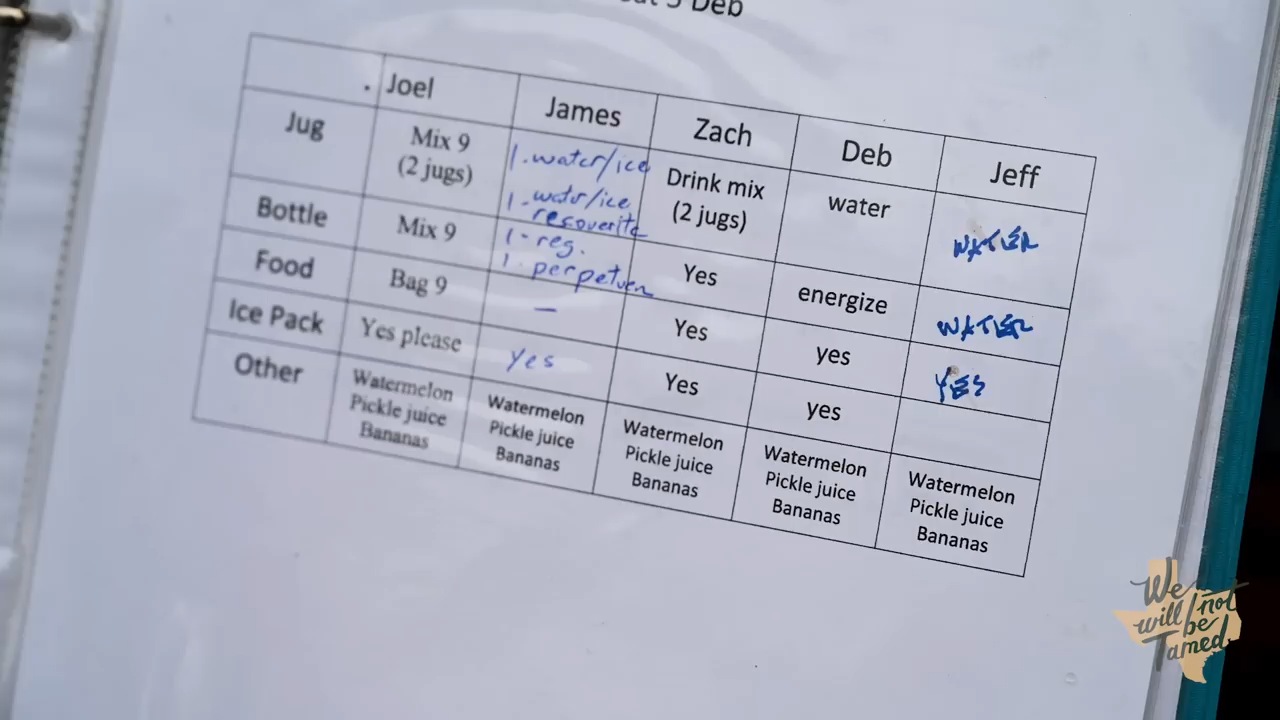 Deb
Joel James Zach Deb Jeff
Jug
Mix 9
(2 jugs)
1. water/ice
1. water/ice
recoverite
Drink mix
(2 jugs)
water
WATER
Bottle
Mix 9
1 - reg.
1. perpetuem
Yes
energize
WATER
Food
Bag 9
—
Yes
yes
YES
Ice Pack
Yes please
Yes
Yes
yes
Other
Watermelon
Pickle juice
Bananas
Watermelon
Pickle juice
Bananas
Watermelon
Pickle juice
Bananas
Watermelon
Pickle juice
Bananas
Watermelon
Pickle juice
Bananas
We
will not
be
Tamed